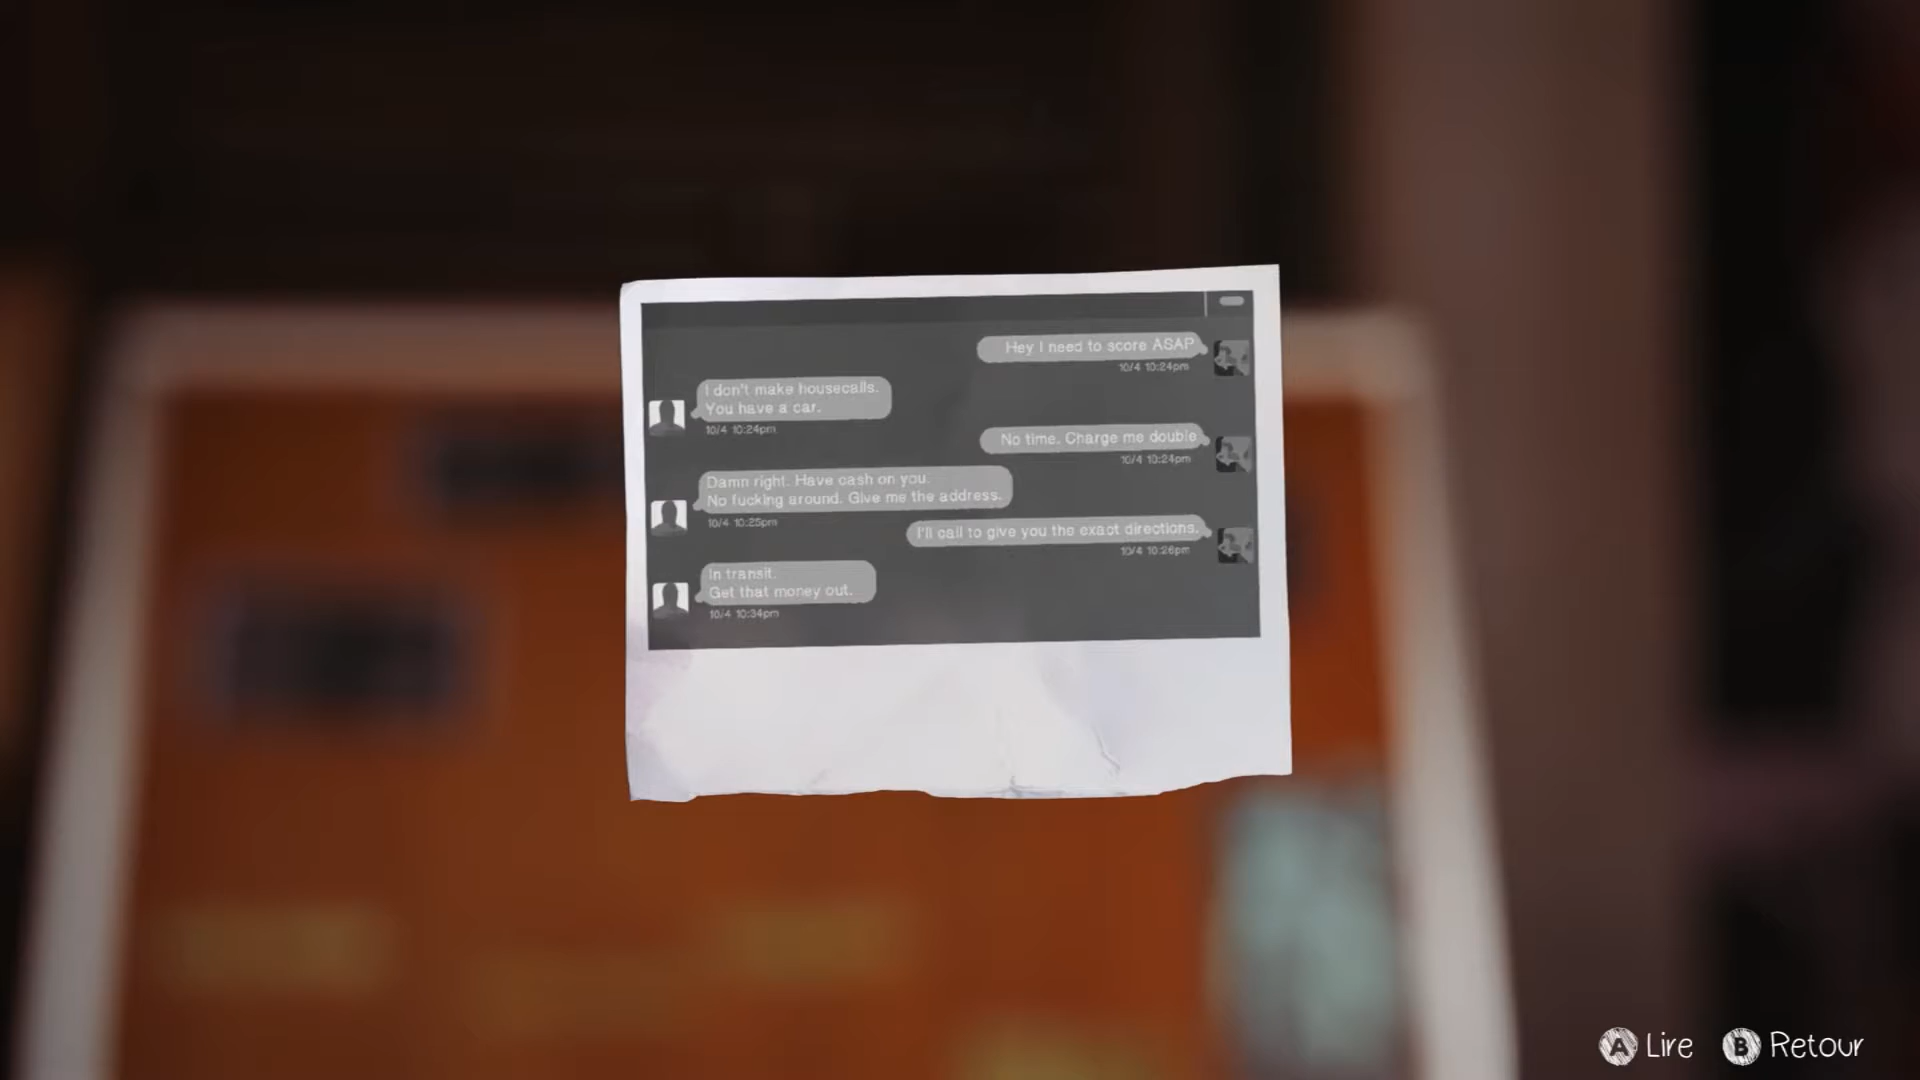 Hey I need to score ASAP
10/4 10:24pm
I don't make housecalls.
You have a car.
10/4 10:24pm
No time. Charge me double
10/4 10:24pm
Damn right. Have cash on you.
No fucking around. Give me the address.
10/4 10:25pm
I'll call to give you the exact directions.
10/4 10:26pm
In transit.
Get that money out.
10/4 10:34pm
A Lire B Retour